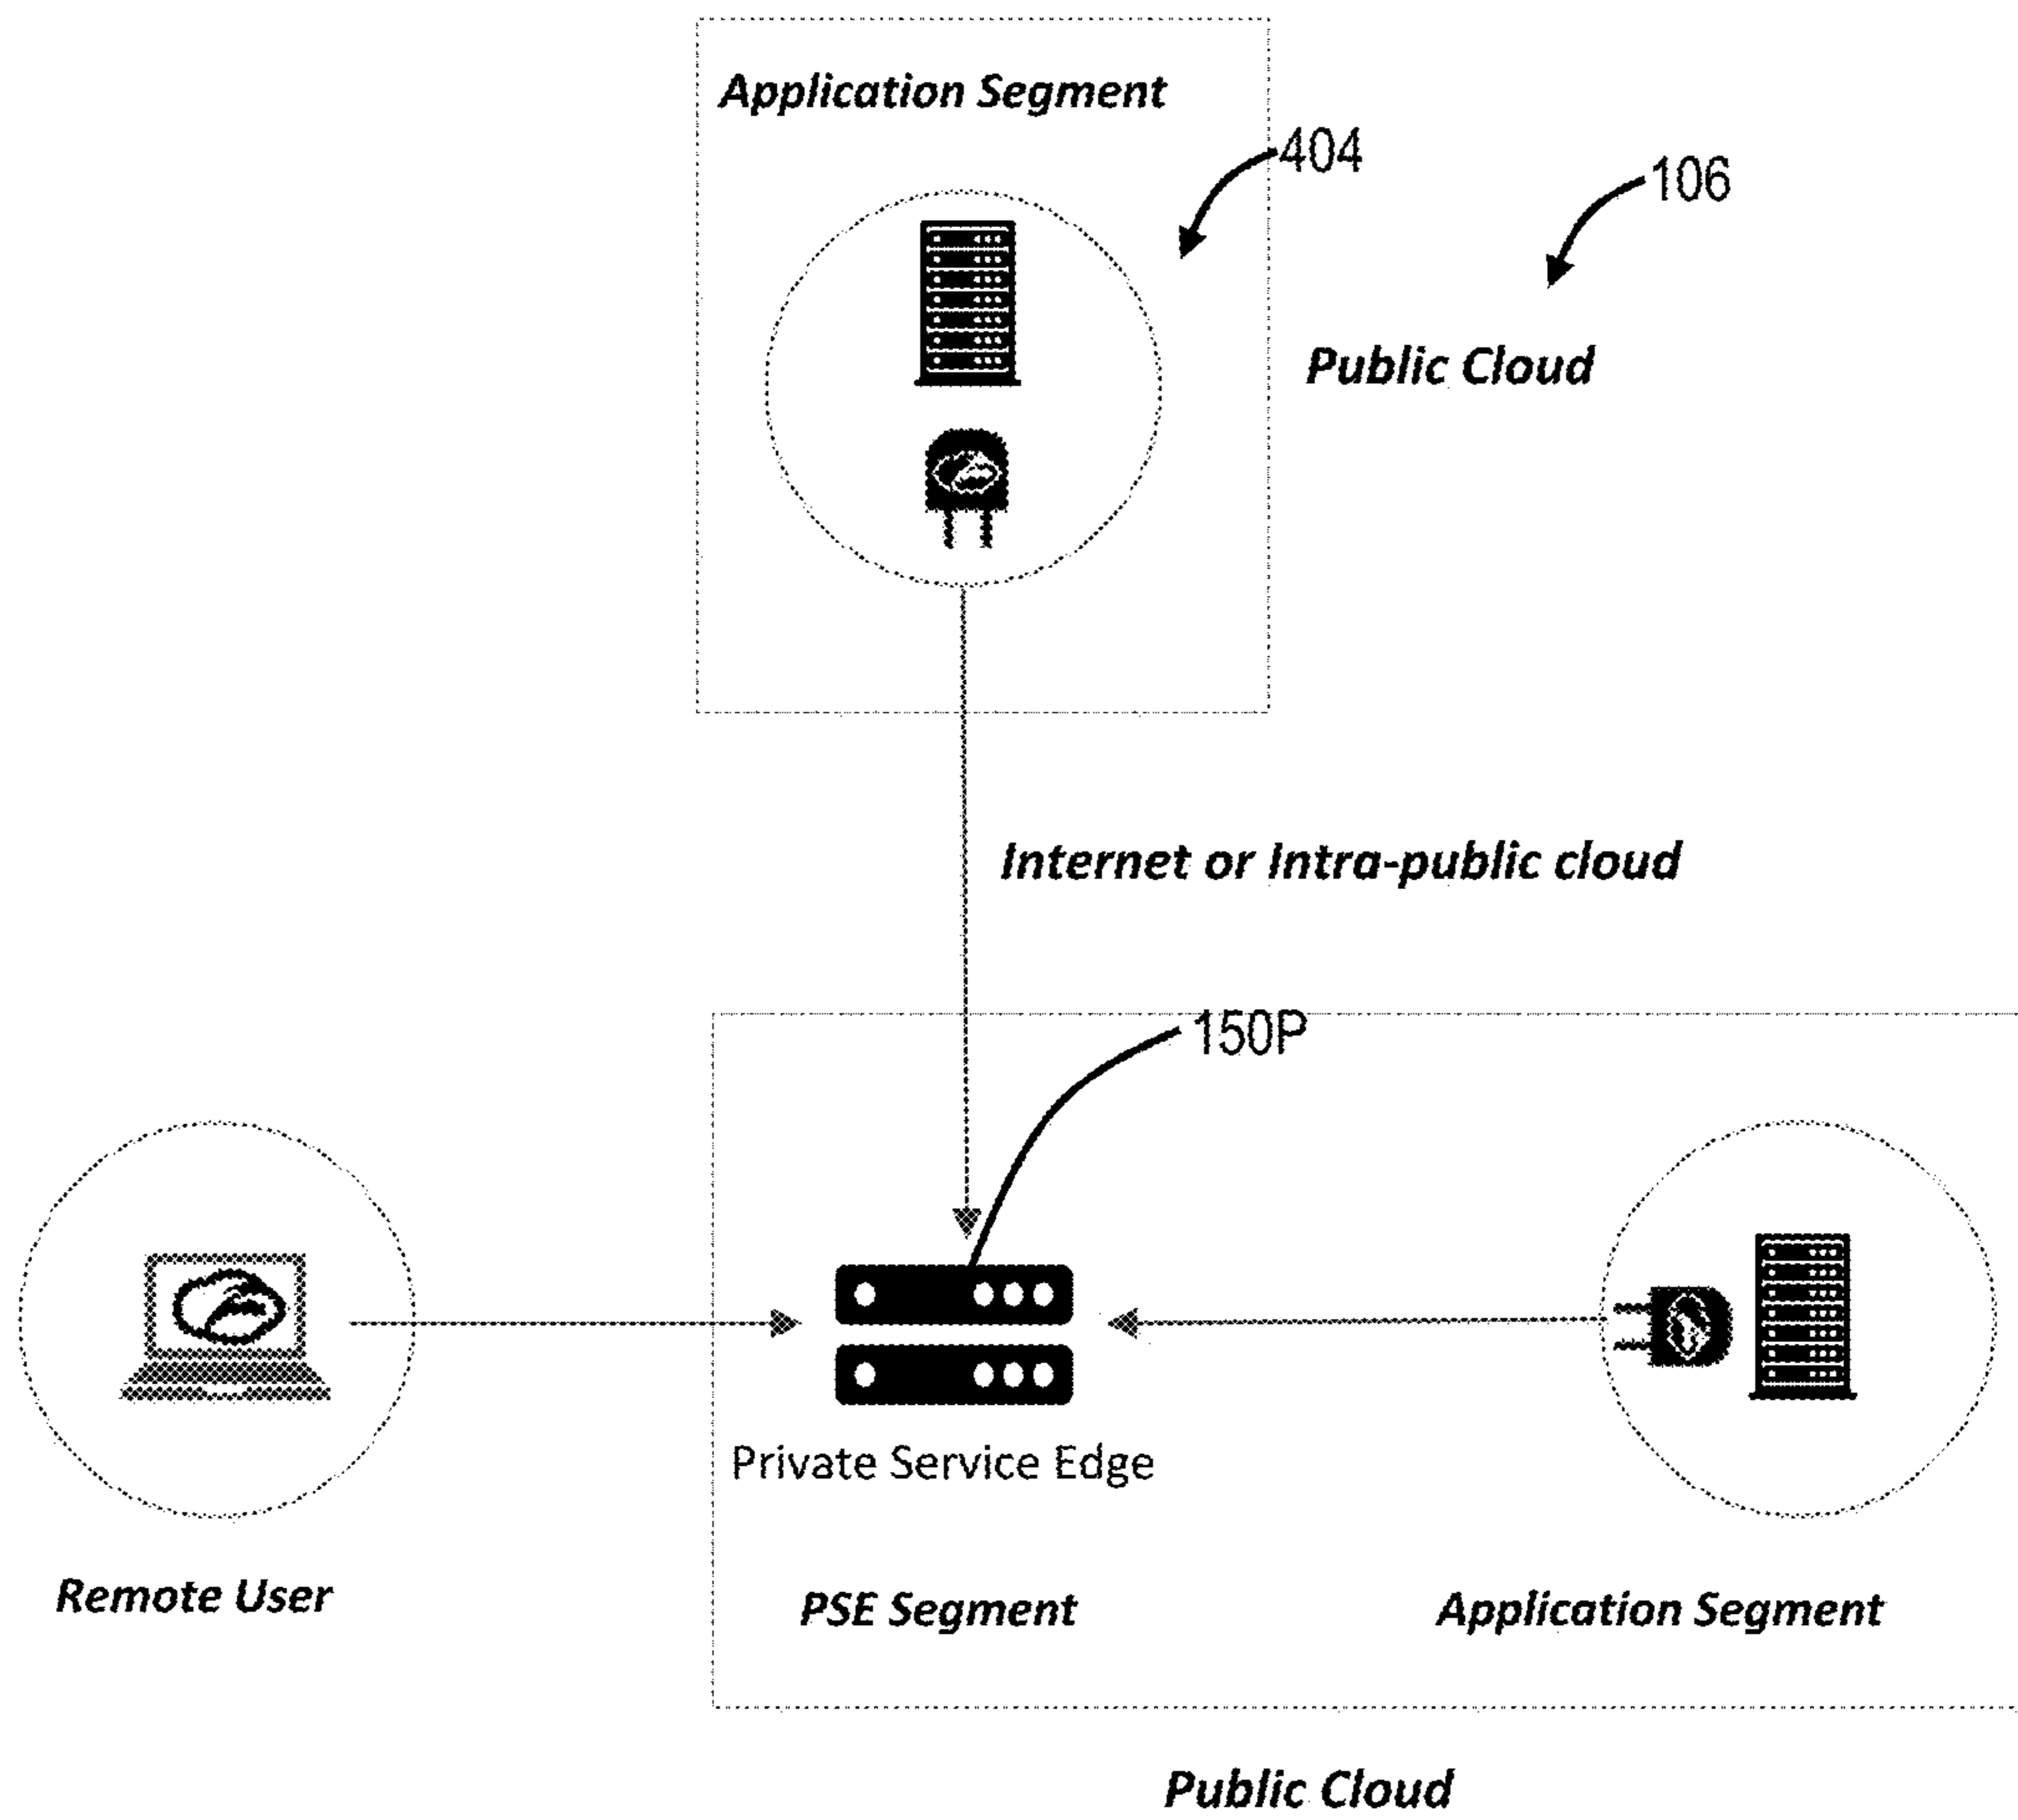 Application Segment
404
106
Public Cloud
Internet or Intra-public cloud
150P
Private Service Edge
Remote User
PSE Segment
Application Segment
Public Cloud